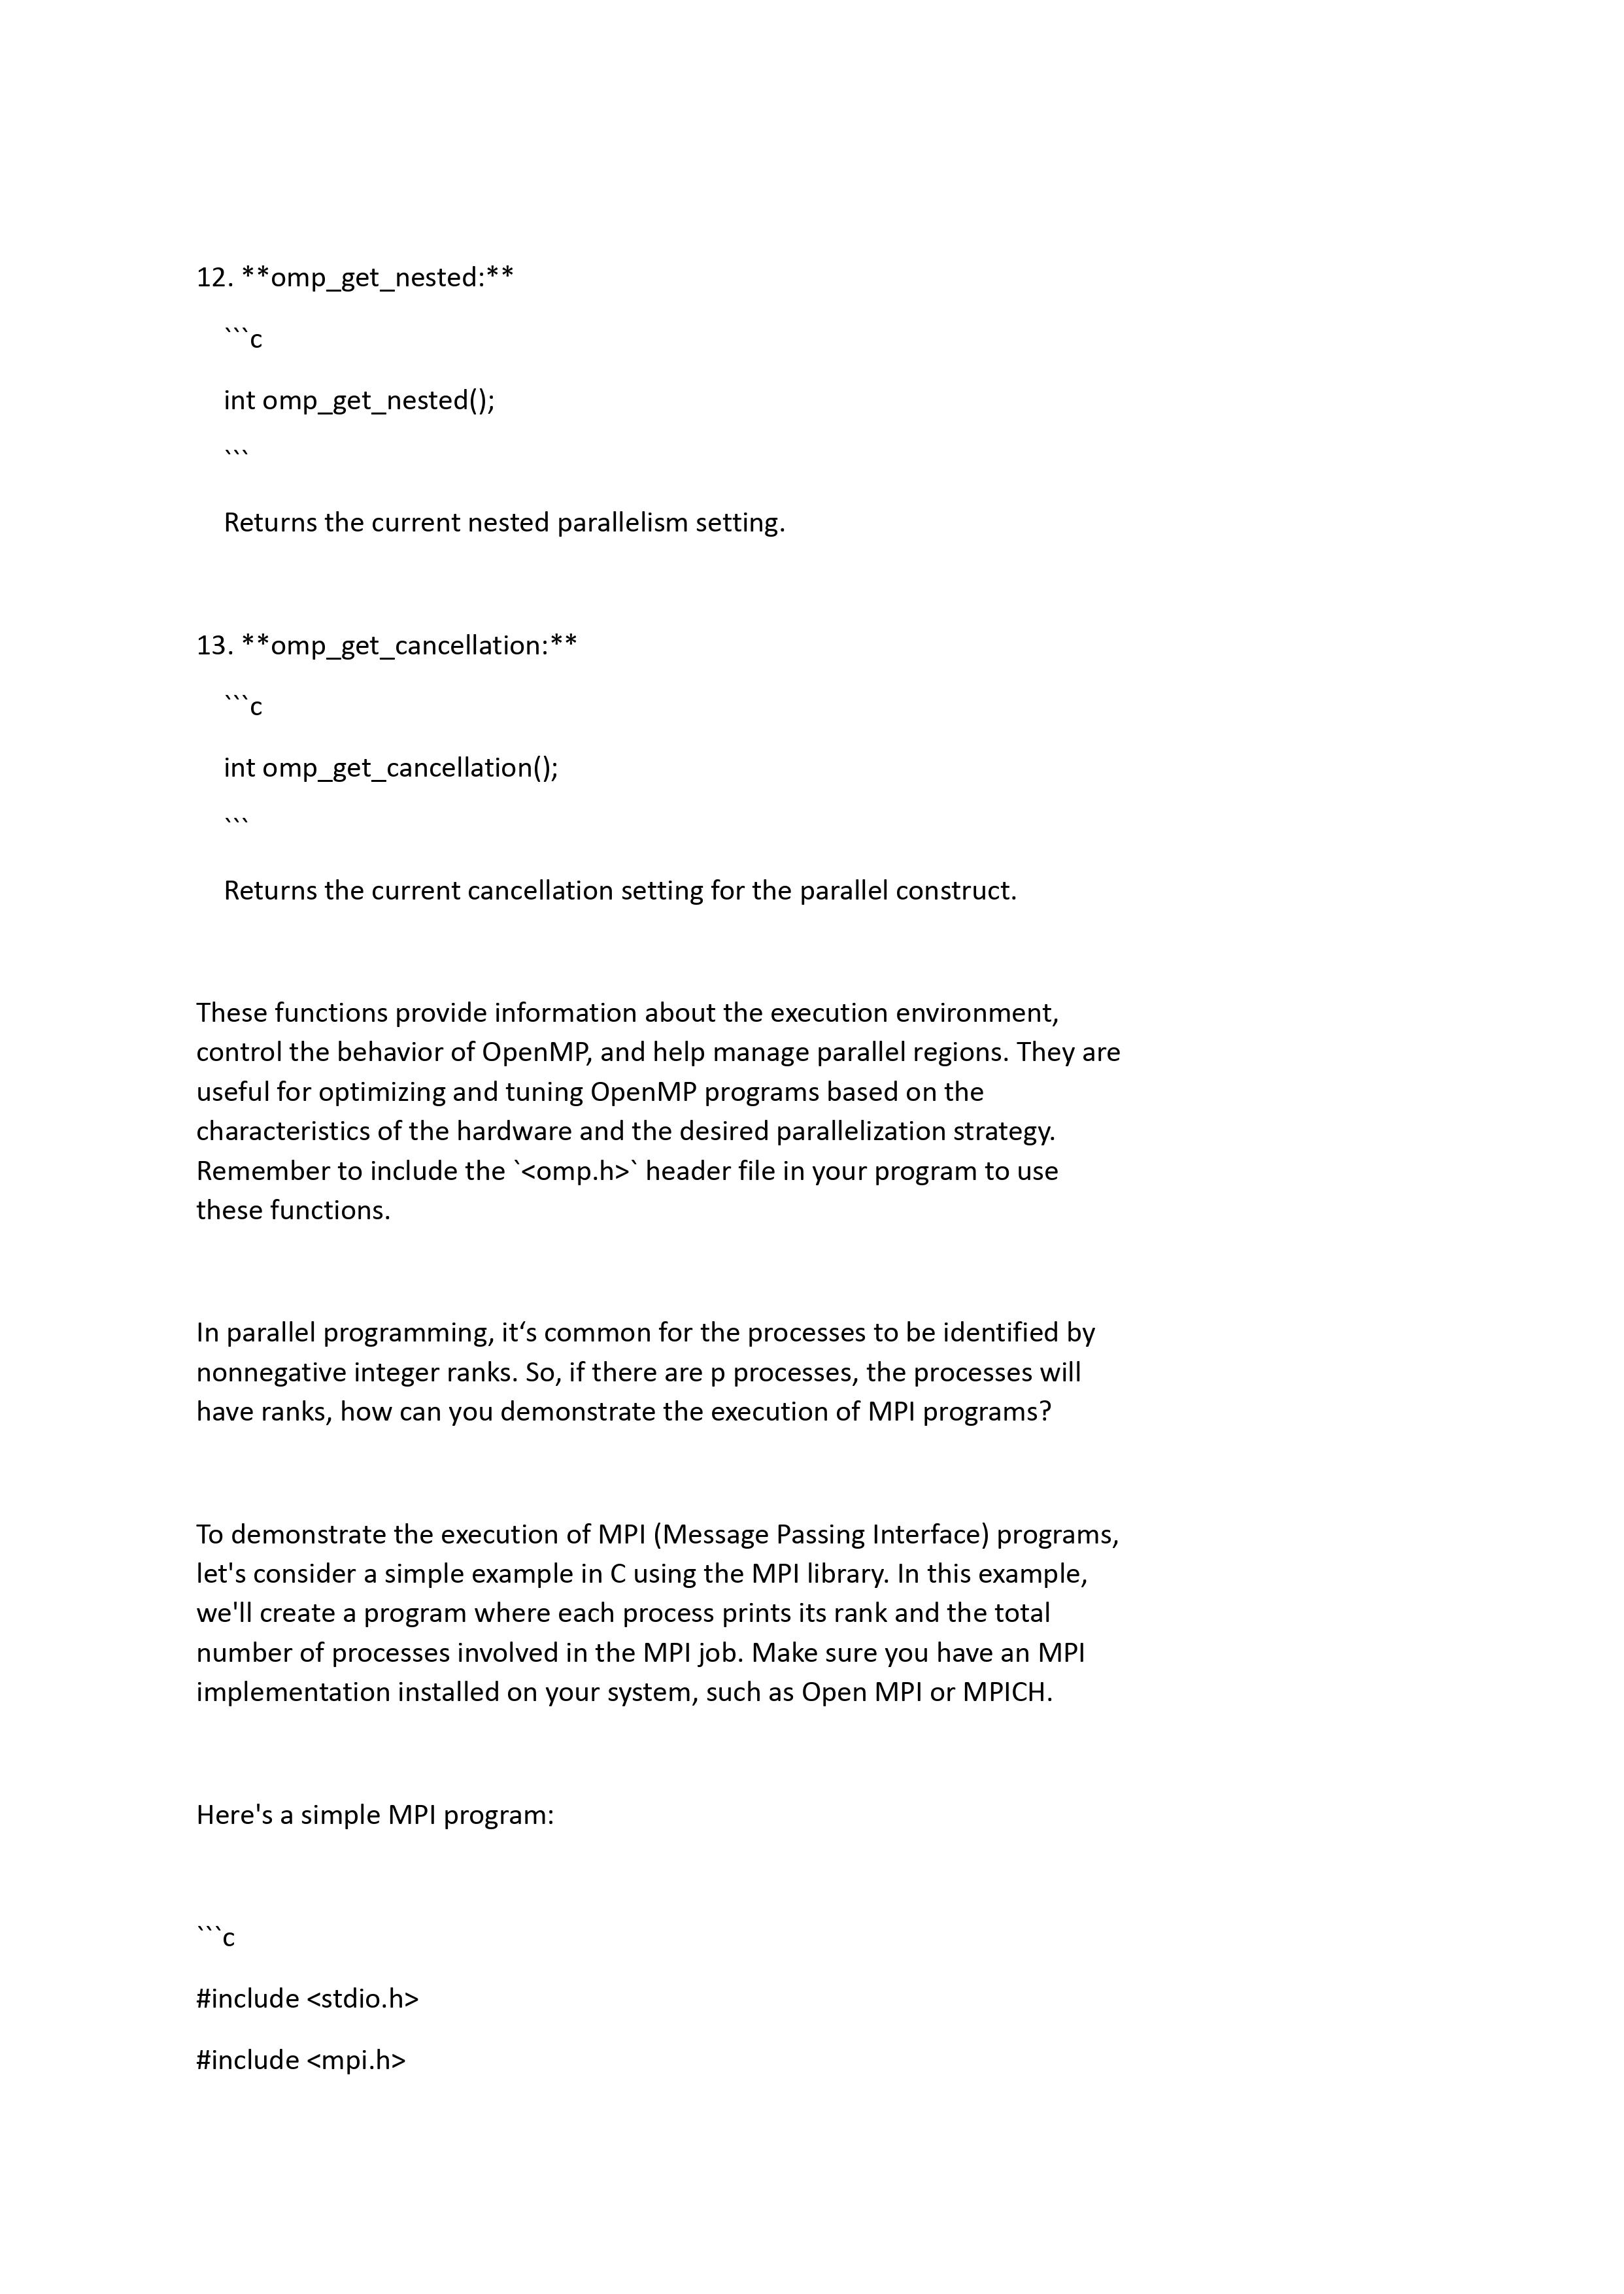 12. **omp_get_nested:**
```c
int omp_get_nested();
```
Returns the current nested parallelism setting.
13. **omp_get_cancellation:**
```c
int omp_get_cancellation();
```
Returns the current cancellation setting for the parallel construct.
These functions provide information about the execution environment,
control the behavior of OpenMP, and help manage parallel regions. They are
useful for optimizing and tuning OpenMP programs based on the
characteristics of the hardware and the desired parallelization strategy.
Remember to include the `<omp.h>` header file in your program to use
these functions.
In parallel programming, it‘s common for the processes to be identified by
nonnegative integer ranks. So, if there are p processes, the processes will
have ranks, how can you demonstrate the execution of MPI programs?
To demonstrate the execution of MPI (Message Passing Interface) programs,
let's consider a simple example in C using the MPI library. In this example,
we'll create a program where each process prints its rank and the total
number of processes involved in the MPI job. Make sure you have an MPI
implementation installed on your system, such as Open MPI or MPICH.
Here's a simple MPI program:
```c
#include <stdio.h>
#include <mpi.h>